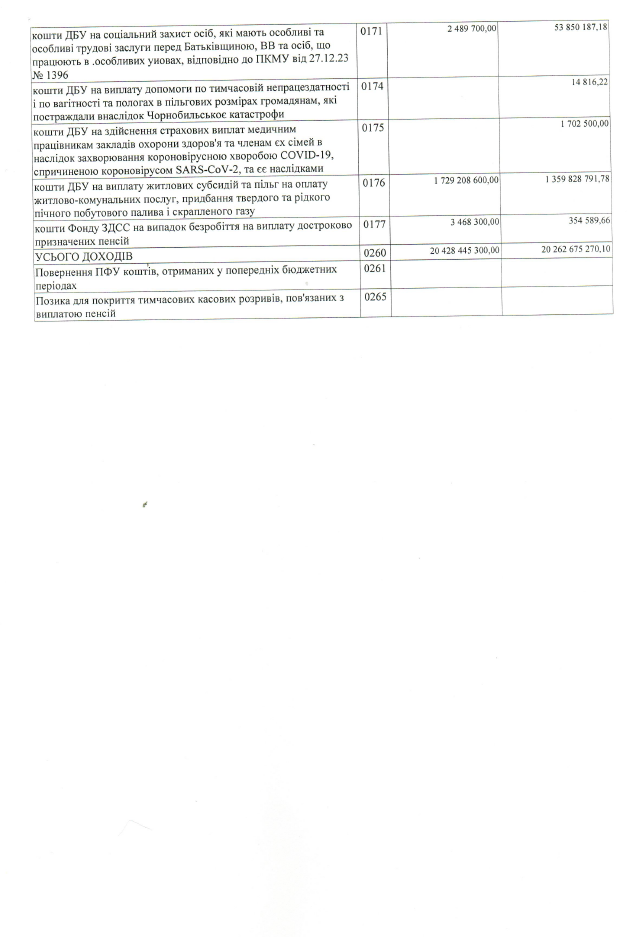 кошти ДБУ на соціальний захист осіб, які мають особливі та 0171 2 489 700,00 53 850 187,18
особливі трудові заслуги перед Батьківщиною, ВВ та осіб, що
працюють в .особливих уиовах, відповідно до ПКМУ від 27.12.23
№ 1396
кошти ДБУ на виплату допомоги по тимчасовій непрацездатності 0174 14 816,22
і по вагітності та пологах в пільгових розмірах громадянам, які
постраждали внаслідок Чорнобильськоє катастрофи
кошти ДБУ на здійснення страхових виплат медичним 0175 1 702 500,00
працівникам закладів охорони здоров'я та членам єх сімей в
наслідок захворювання короновірусною хворобою COVID-19,
спричиненою короновірусом SARS-CoV-2, та єє наслідками
кошти ДБУ на виплату житлових субсидій та пільг на оплату 0176 1 729 208 600,00 1 359 828 791,78
житлово-комунальних послуг, придбання твердого та рідкого
пічного побутового палива і скрапленого газу
кошти Фонду ЗДСС на випадок безробіття на виплату достроково 0177 3 468 300,00 354 589,66
призначених пенсій
УСЬОГО ДОХОДІВ 0260 20 428 445 300,00 20 262 675 270,10
Повернення ПФУ коштів, отриманих у попередніх бюджетних 0261
періодах
Позика для покриття тимчасових касових розривів, пов'язаних з 0265
виплатою пенсій